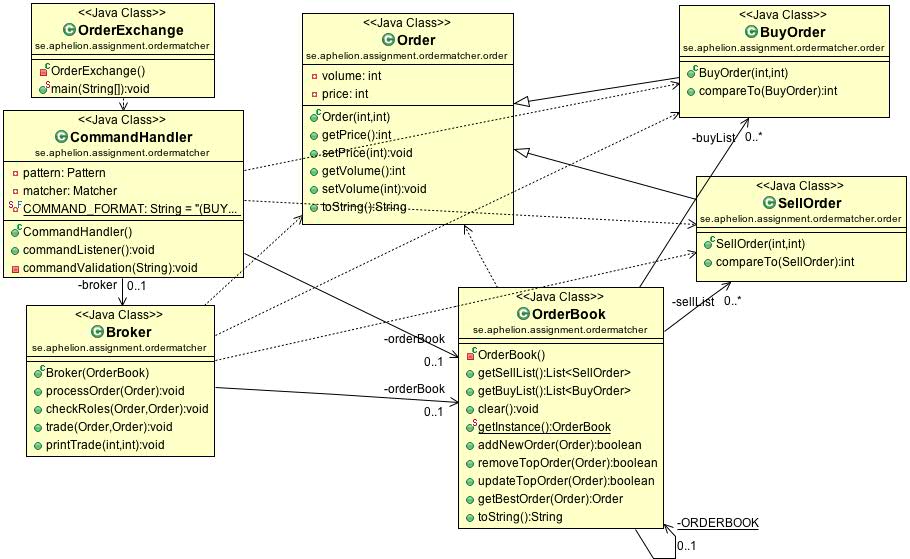 <<Java Class>>
OrderExchange
se.aphelion.assignment.ordermatcher
OrderExchange()
main(String[]):void
<<Java Class>>
CommandHandler
se.aphelion.assignment.ordermatcher
pattern: Pattern
matcher: Matcher
COMMAND_FORMAT: String = "(BUY...
CommandHandler()
commandListener():void
commandValidation(String):void
-broker
0..1
<<Java Class>>
Broker
se.aphelion.assignment.ordermatcher
Broker(OrderBook)
processOrder(Order):void
checkRoles(Order,Order):void
trade(Order,Order):void
printTrade(int,int):void
<<Java Class>>
Order
se.aphelion.assignment.ordermatcher.order
volume: int
price: int
Order(int,int)
getPrice():int
setPrice(int):void
getVolume():int
setVolume(int):void
toString():String
-orderBook
0..1
-orderBook
0..1
<<Java Class>>
BuyOrder
se.aphelion.assignment.ordermatcher.order
BuyOrder(int,int)
compareTo(BuyOrder):int
-buyList
0..*
<<Java Class>>
SellOrder
se.aphelion.assignment.ordermatcher.order
SellOrder(int,int)
compareTo(SellOrder):int
-sellList
0..*
<<Java Class>>
OrderBook
se.aphelion.assignment.ordermatcher
OrderBook()
getSellList():List<SellOrder>
getBuyList():List<BuyOrder>
clear():void
getInstance():OrderBook
addNewOrder(Order):boolean
removeTopOrder(Order):boolean
updateTopOrder(Order):boolean
getBestOrder(Order):Order
toString():String
-ORDERBOOK
0..1